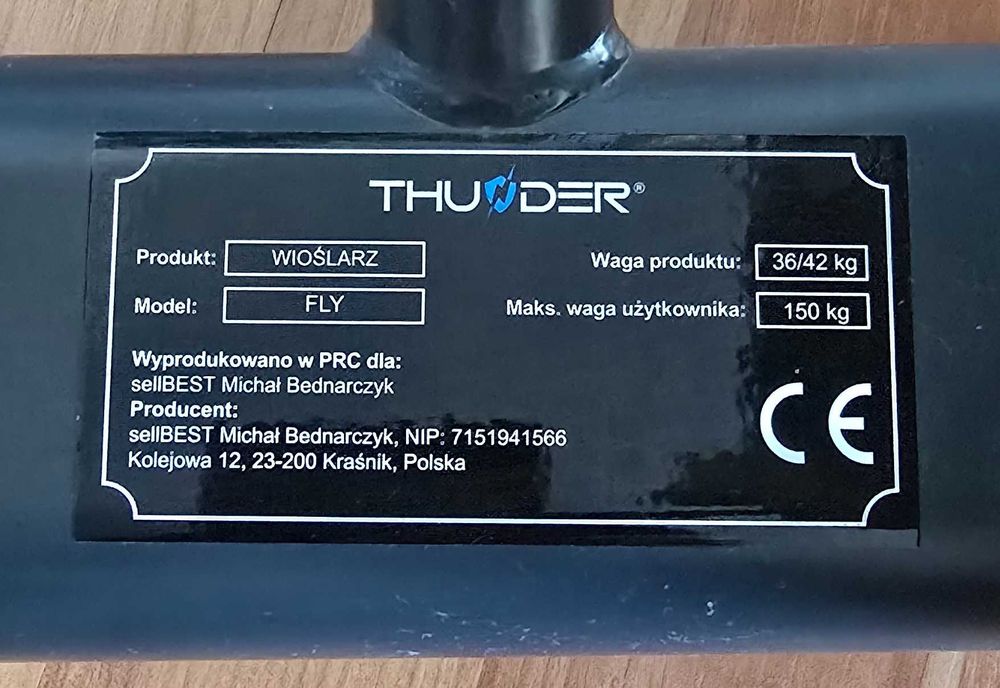 THUNDER®
Produkt: WIOŚLARZ
Waga produktu: 36/42 kg
Model: FLY
Maks. waga użytkownika: 150 kg
Wyprodukowano w PRC dla:
sellBEST Michał Bednarczyk
Producent:
sellBEST Michał Bednarczyk, NIP: 7151941566
Kolejowa 12, 23-200 Kraśnik, Polska
CE